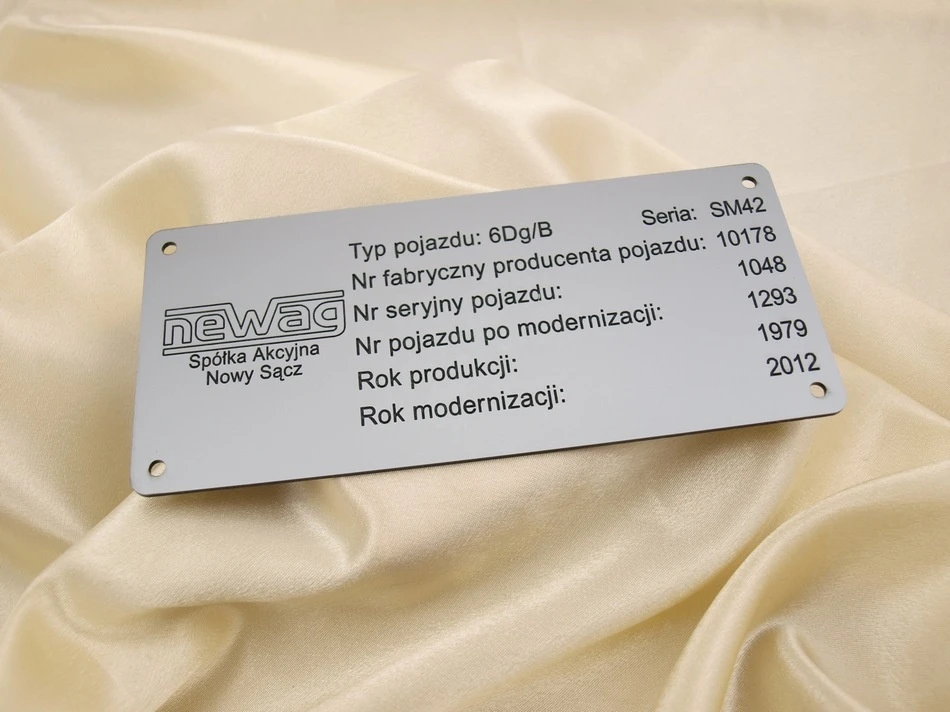 newag
Spółka Akcyjna
Nowy Sącz
Typ pojazdu: 6Dg/B Seria: SM42
Nr fabryczny producenta pojazdu: 10178
Nr seryjny pojazdu: 1048
Nr pojazdu po modernizacji: 1293
Rok produkcji: 1979
Rok modernizacji: 2012